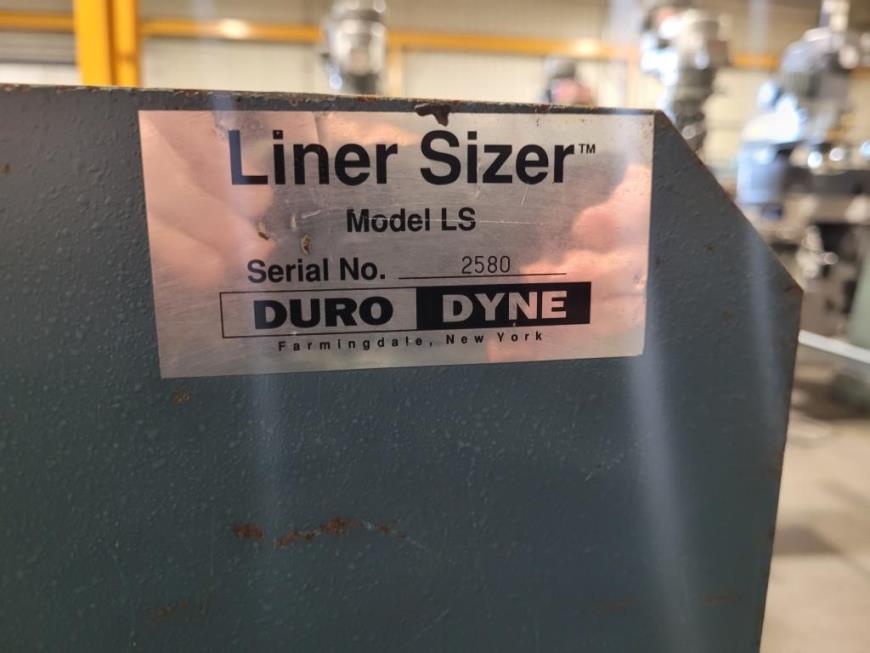 Liner Sizer™
Model LS
Serial No. 2580
DURO DYNE
Farmingdale, New York